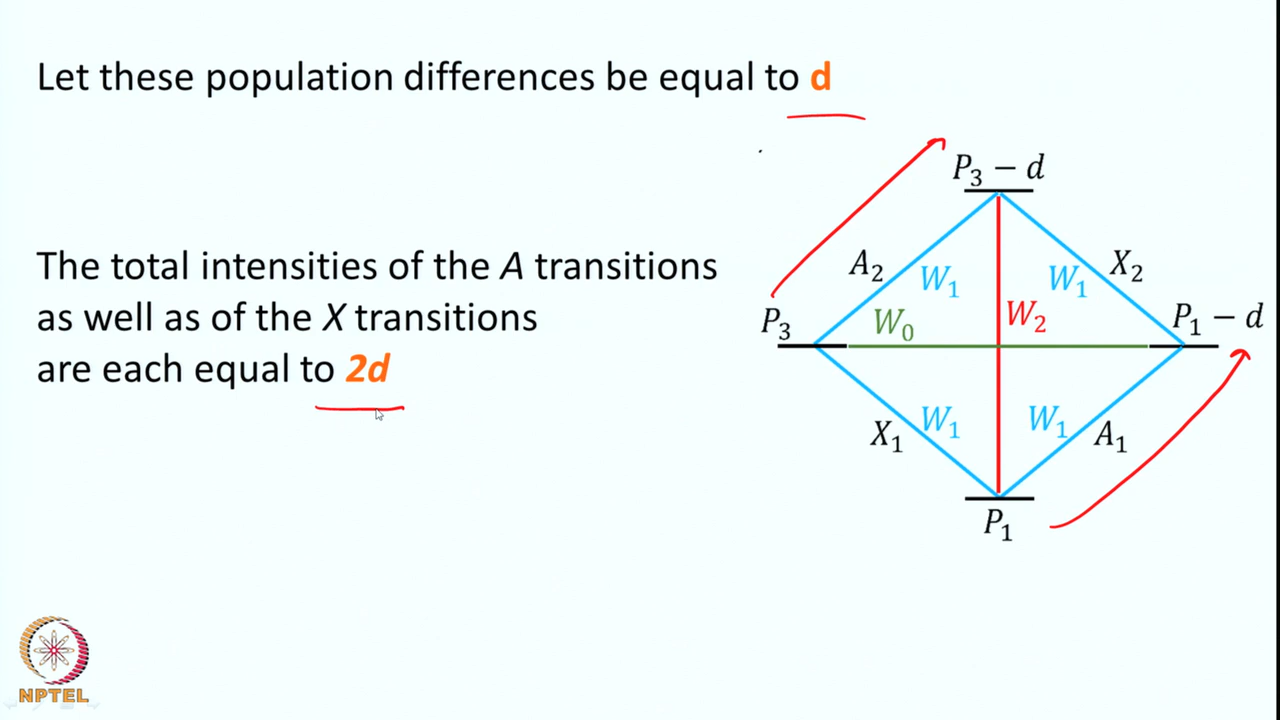 Let these population differences be equal to d
The total intensities of the A transitions
as well as of the X transitions
are each equal to 2d
P₃ − d
A₂
W₁
W₁
X₂
P₃
W₀
W₂
P₁ − d
X₁
W₁
W₁
A₁
P₁
NPTEL